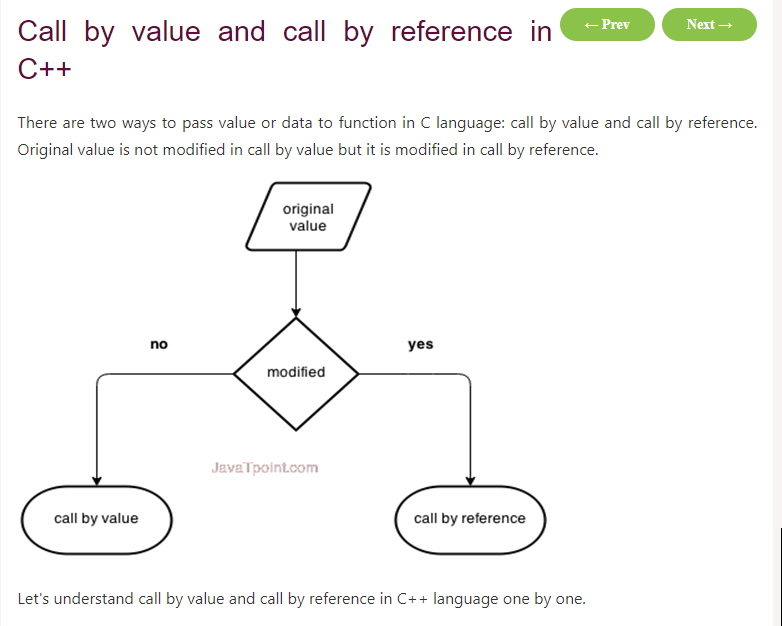 Call by value and call by reference in
C++
← Prev
Next →
There are two ways to pass value or data to function in C language: call by value and call by reference.
Original value is not modified in call by value but it is modified in call by reference.
original
value
no
yes
modified
JavaTpoint.com
call by value
call by reference
Let's understand call by value and call by reference in C++ language one by one.